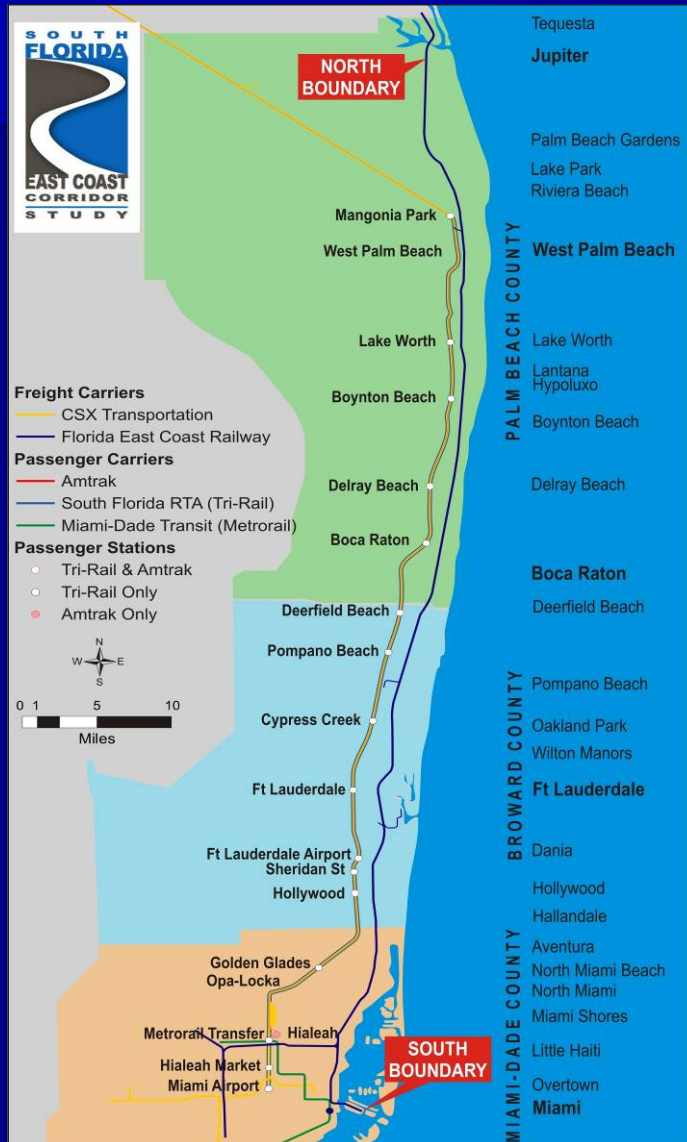 SOUTH
FLORIDA
EAST COAST
CORRIDOR
STUDY
NORTH
BOUNDARY
Mangonia Park
West Palm Beach
Lake Worth
Boynton Beach
Delray Beach
Boca Raton
Deerfield Beach
Pompano Beach
Cypress Creek
Ft Lauderdale
Ft Lauderdale Airport
Sheridan St
Hollywood
Golden Glades
Opa-Locka
Metrorail Transfer
Hialeah
Hialeah Market
Miami Airport
SOUTH
BOUNDARY
Freight Carriers
CSX Transportation
Florida East Coast Railway
Passenger Carriers
Amtrak
South Florida RTA (Tri-Rail)
Miami-Dade Transit (Metrorail)
Passenger Stations
Tri-Rail & Amtrak
Tri-Rail Only
Amtrak Only
N
W E
S
0 1 5 10
Miles
PALM BEACH COUNTY
BROWARD COUNTY
MIAMI-DADE COUNTY
Tequesta
Jupiter
Palm Beach Gardens
Lake Park
Riviera Beach
West Palm Beach
Lake Worth
Lantana
Hypoluxo
Boynton Beach
Delray Beach
Boca Raton
Deerfield Beach
Pompano Beach
Oakland Park
Wilton Manors
Ft Lauderdale
Dania
Hollywood
Hallandale
Aventura
North Miami Beach
North Miami
Miami Shores
Little Haiti
Overtown
Miami